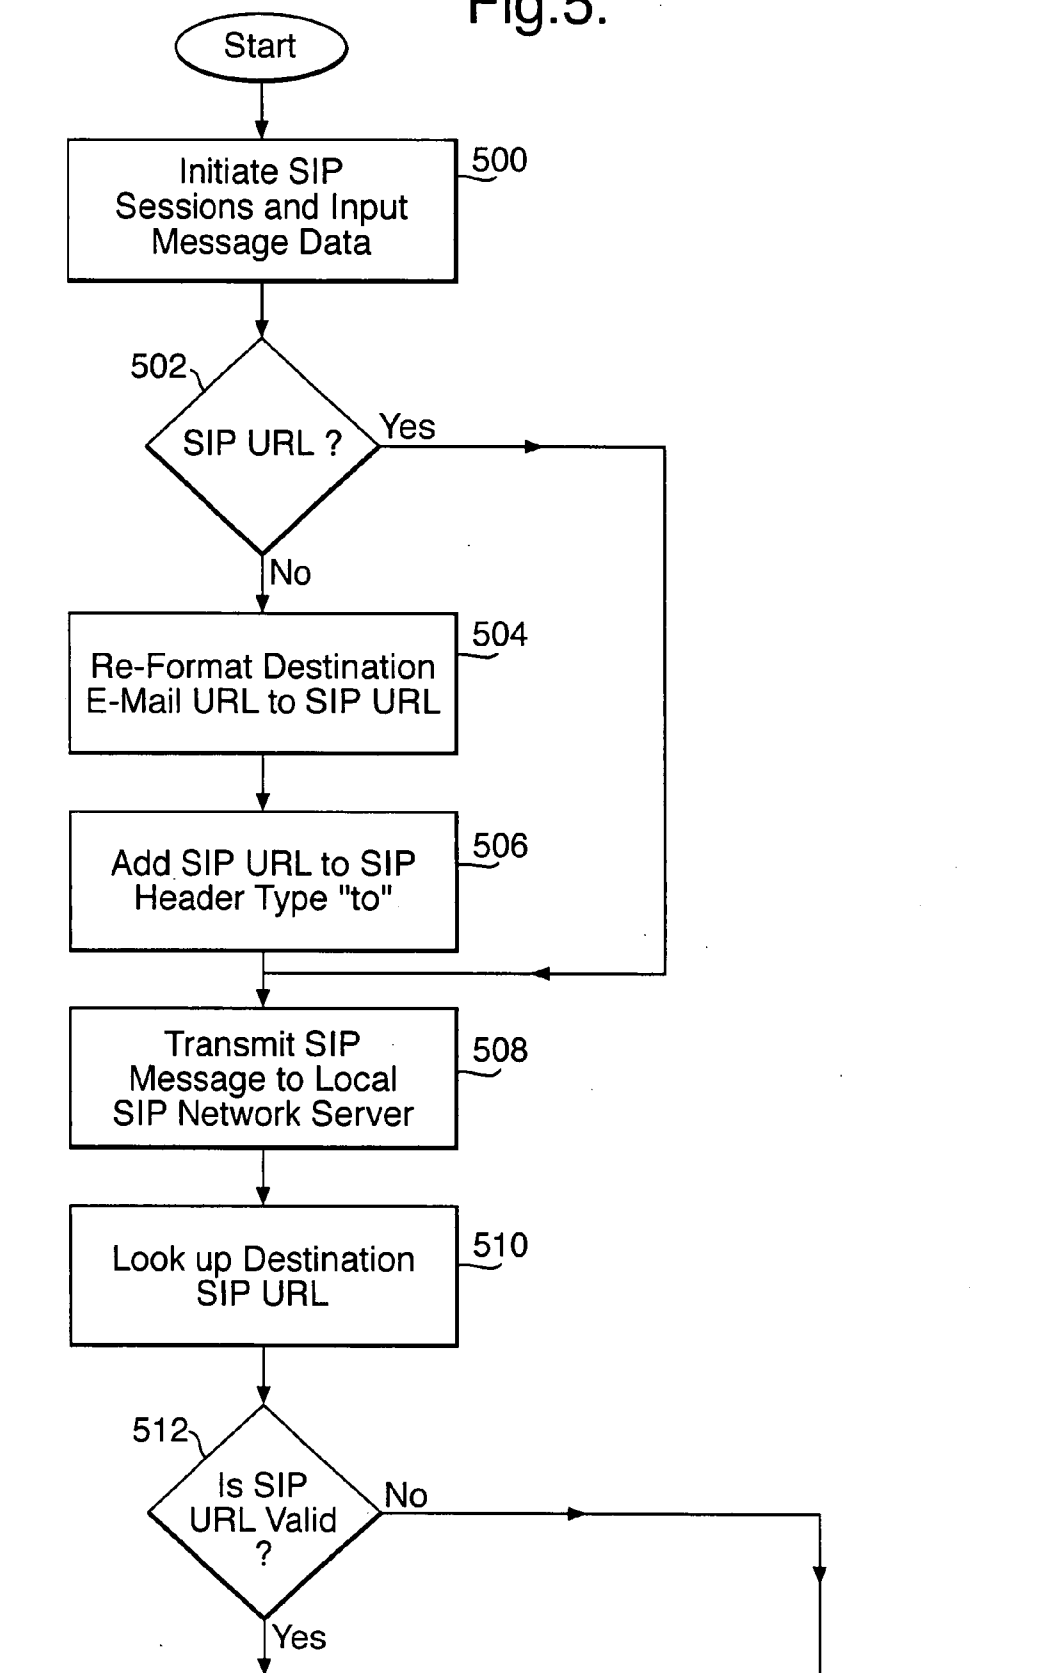 Fig.5.
Start
Initiate SIP
Sessions and Input
Message Data
500
502
SIP URL ?
Yes
No
Re-Format Destination
E-Mail URL to SIP URL
504
Add SIP URL to SIP
Header Type "to"
506
Transmit SIP
Message to Local
SIP Network Server
508
Look up Destination
SIP URL
510
512
Is SIP
URL Valid
?
No
Yes